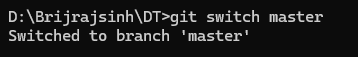 D:\Brijrajsinh\DT>git switch master
Switched to branch 'master'